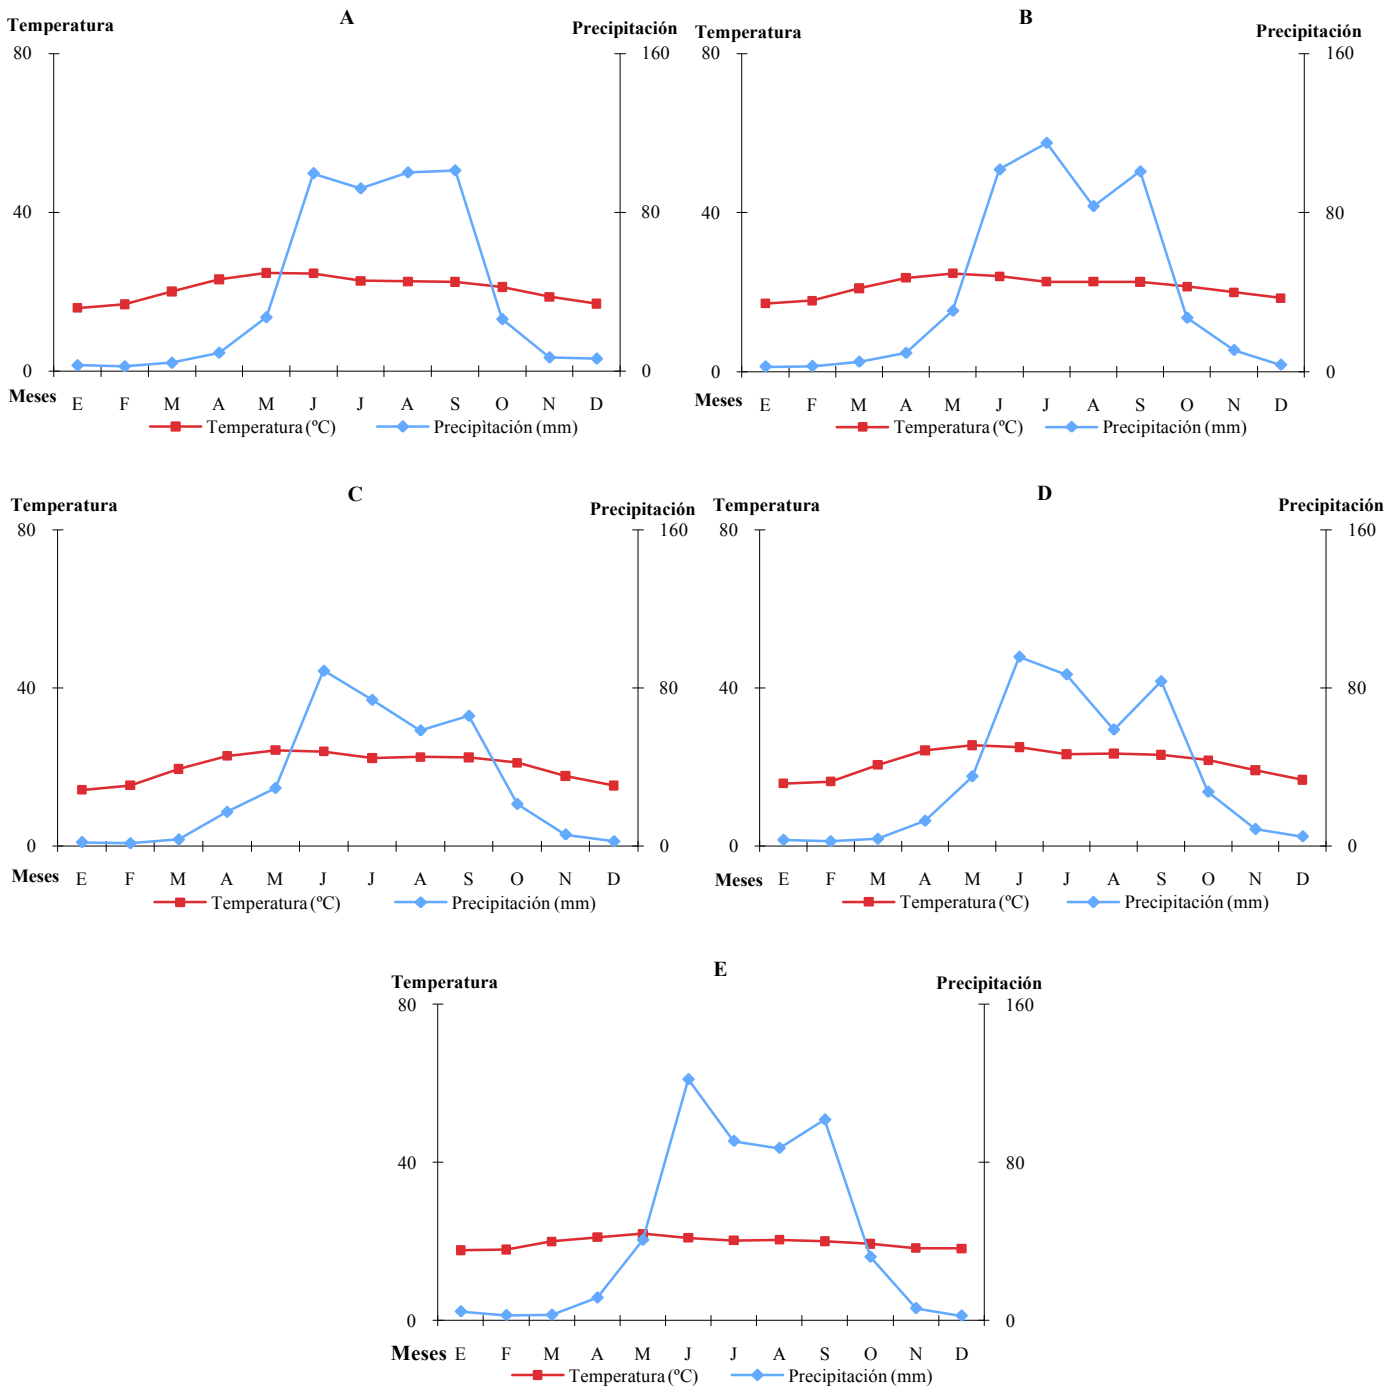 A
Temperatura Precipitación
80 160
40 80
0 0
Meses E F M A M J J A S O N D
Temperatura (ºC) Precipitación (mm)
B
Temperatura Precipitación
80 160
40 80
0 0
Meses E F M A M J J A S O N D
Temperatura (ºC) Precipitación (mm)
C
Temperatura Precipitación
80 160
40 80
0 0
Meses E F M A M J J A S O N D
Temperatura (ºC) Precipitación (mm)
D
Temperatura Precipitación
80 160
40 80
0 0
Meses E F M A M J J A S O N D
Temperatura (ºC) Precipitación (mm)
E
Temperatura Precipitación
80 160
40 80
0 0
Meses E F M A M J J A S O N D
Temperatura (ºC) Precipitación (mm)